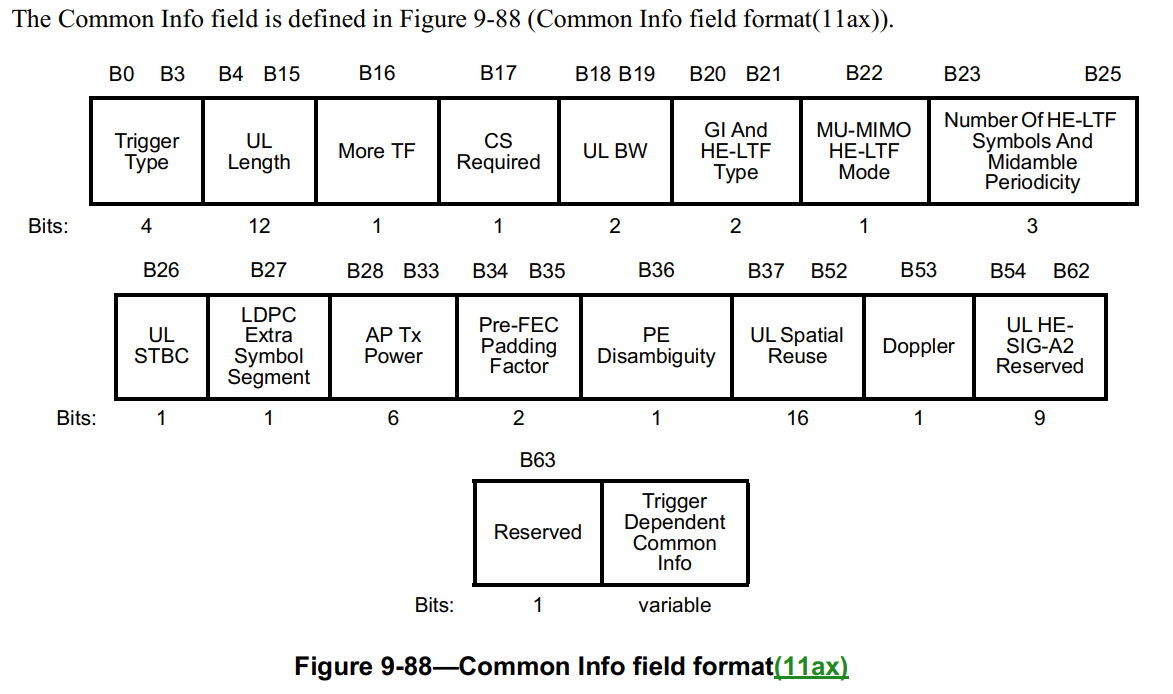 The Common Info field is defined in Figure 9-88 (Common Info field format(11ax)).
B0 B3 B4 B15 B16 B17 B18 B19 B20 B21 B22 B23 B25
Trigger Type
UL Length
More TF
CS Required
UL BW
GI And HE-LTF Type
MU-MIMO HE-LTF Mode
Number Of HE-LTF Symbols And Midamble Periodicity
Bits: 4 12 1 1 2 2 1 3
B26 B27 B28 B33 B34 B35 B36 B37 B52 B53 B54 B62
UL STBC
LDPC Extra Symbol Segment
AP Tx Power
Pre-FEC Padding Factor
PE Disambiguity
UL Spatial Reuse
Doppler
UL HE-SIG-A2 Reserved
Bits: 1 1 6 2 1 16 1 9
B63
Reserved
Trigger Dependent Common Info
Bits: 1 variable
Figure 9-88—Common Info field format(11ax)